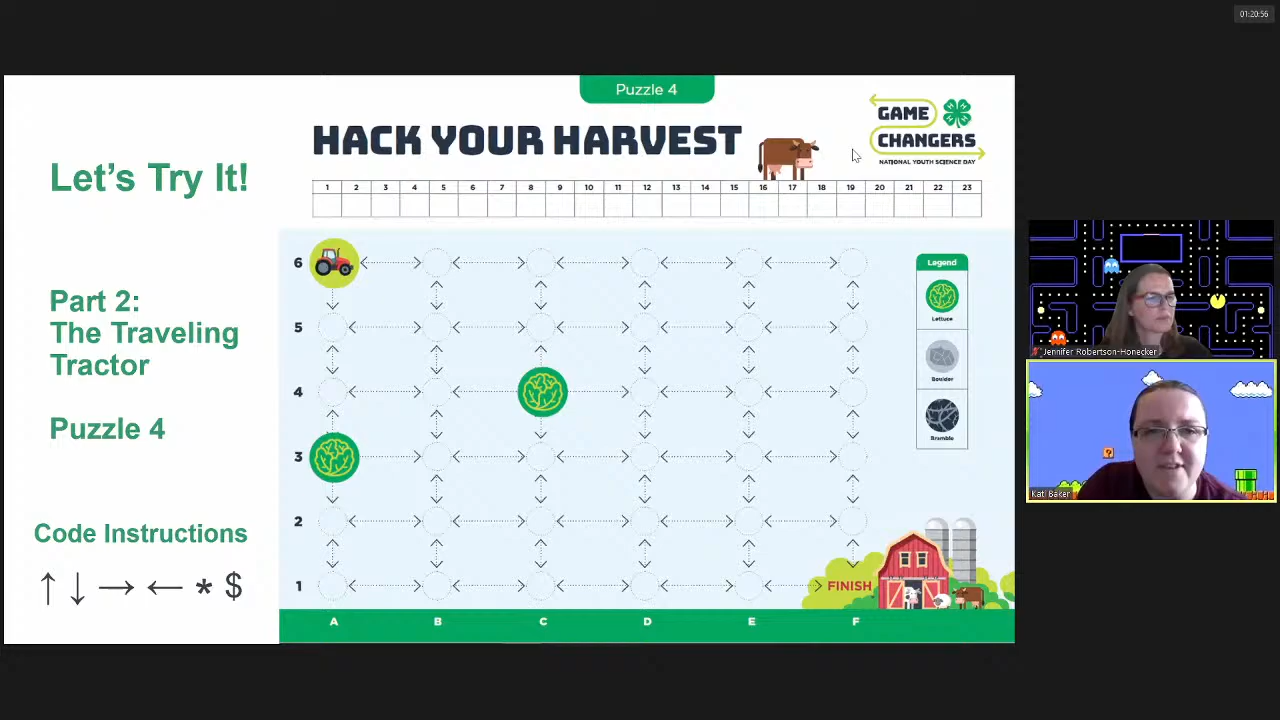 01:20:56
Puzzle 4
HACK YOUR HARVEST
GAME
CHANGERS
NATIONAL YOUTH SCIENCE DAY
Let's Try It!
1 2 3 4 5 6 7 8 9 10 11 12 13 14 15 16 17 18 19 20 21 22 23
6
Legend
Lettuce
Part 2:
The Traveling
Tractor
5
Boulder
4
Bramble
Puzzle 4
3
2
Code Instructions
↑ ↓ → ← * $
1
FINISH
A B C D E F
Jennifer Robertson-Honecker
?
Kati Baker